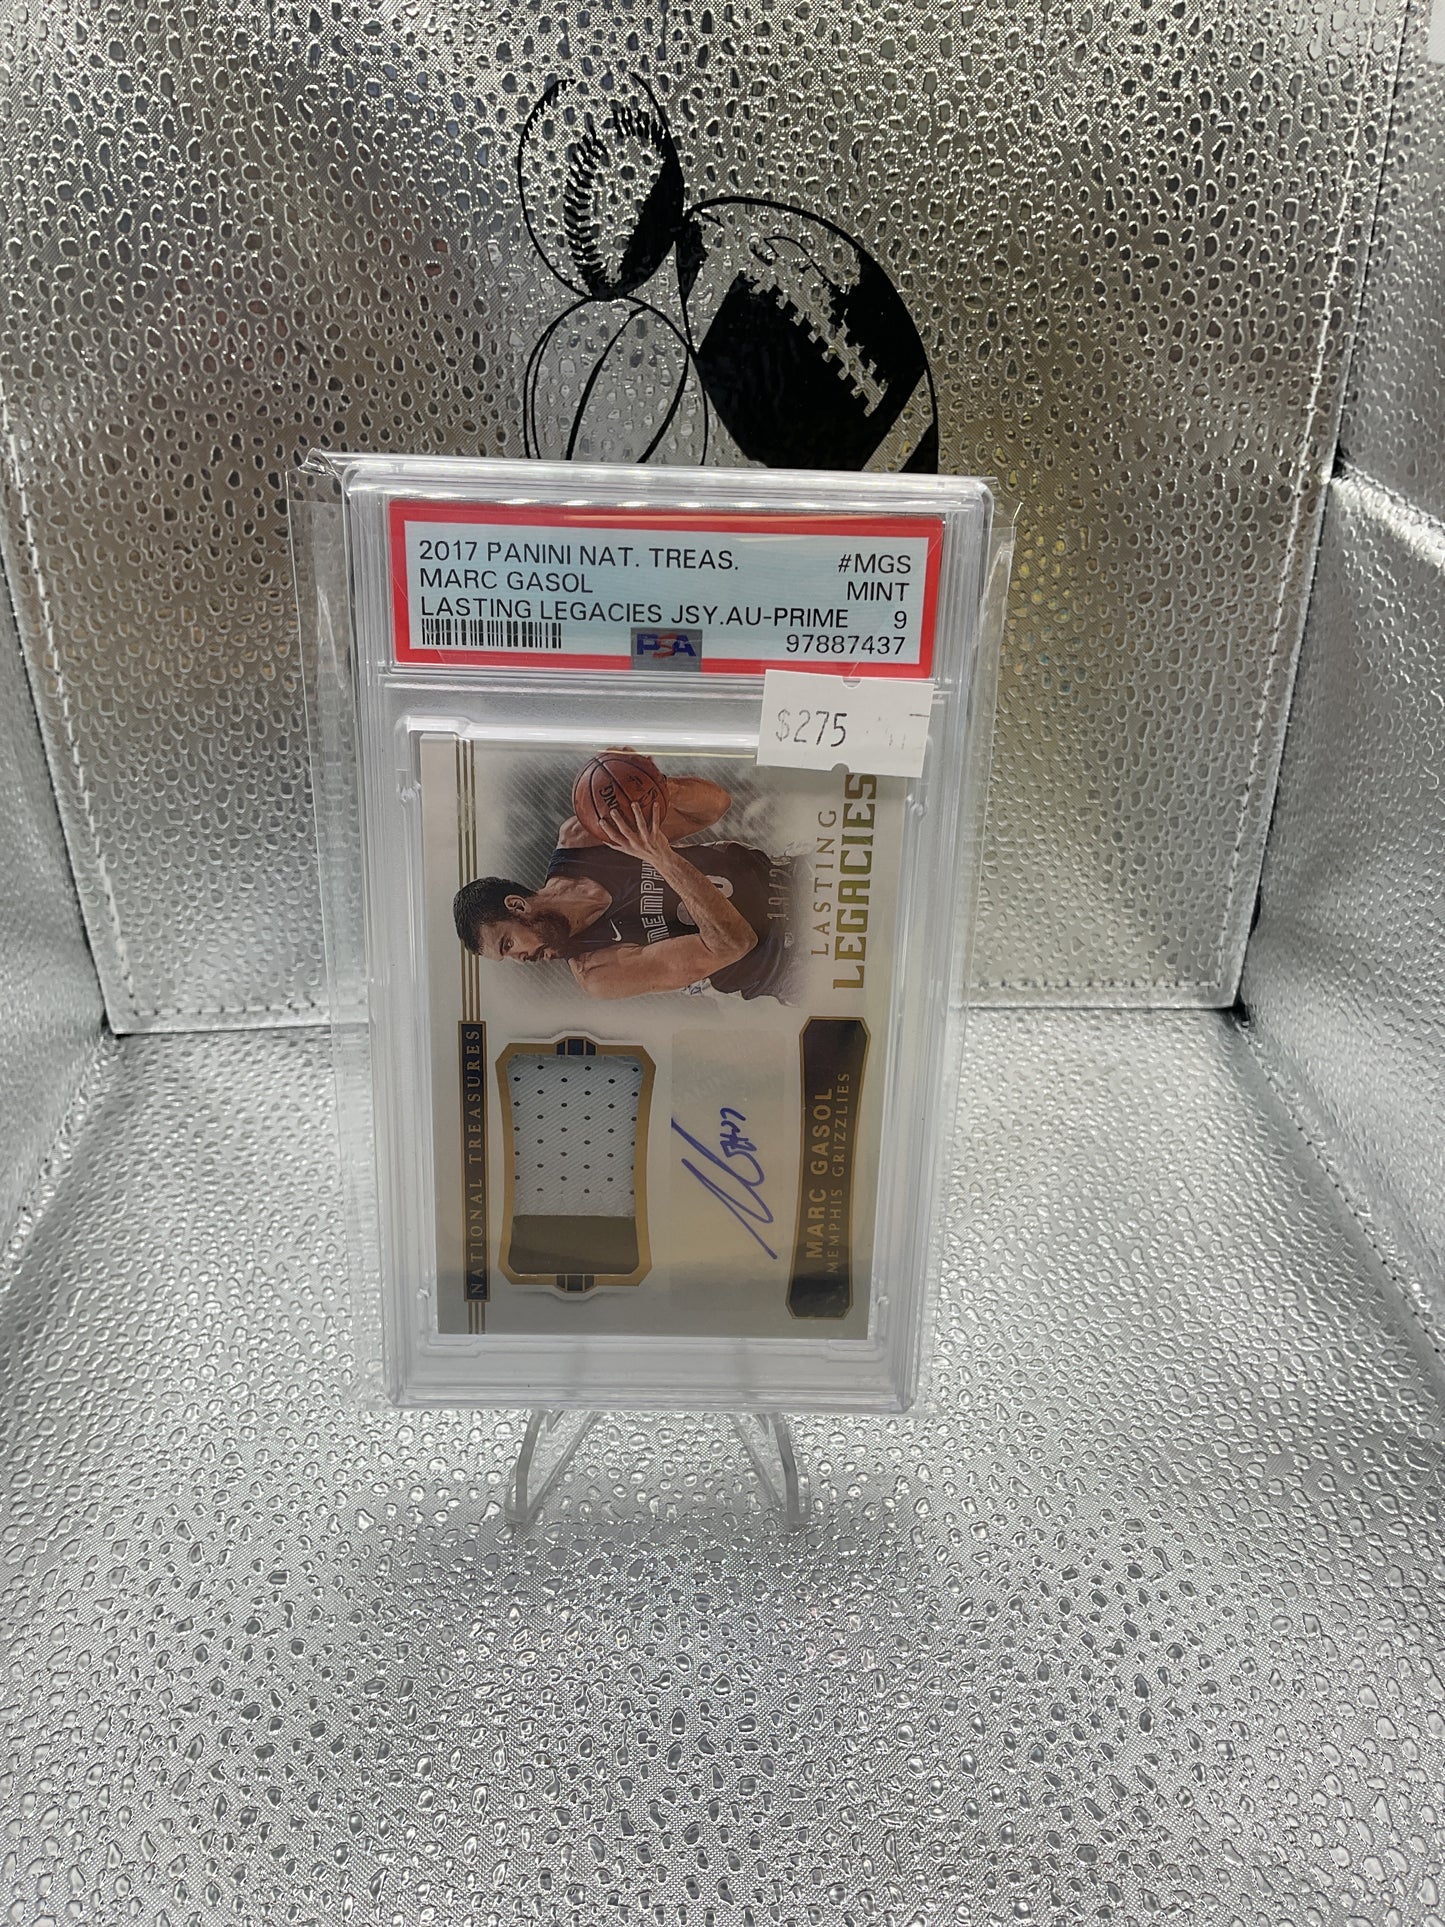 2017 PANINI NAT. TREAS. #MGS
MARC GASOL MINT
LASTING LEGACIES JSY.AU-PRIME 9
PSA 97887437
$275
LASTING
LEGACIES
MEMPH
NATIONAL TREASURES
MARC GASOL
MEMPHIS GRIZZLIES